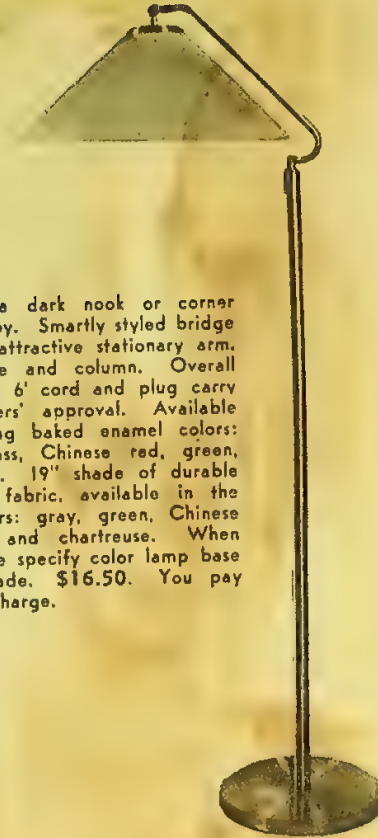 a dark nook or corner
oy. Smartly styled bridge
attractive stationary arm.
e and column. Overall
6' cord and plug carry
ers' approval. Available
ng baked enamel colors:
ass, Chinese red, green,
. 19" shade of durable
fabric, available in the
rs: gray, green, Chinese
and chartreuse. When
e specify color lamp base
ade. $16.50. You pay
harge.